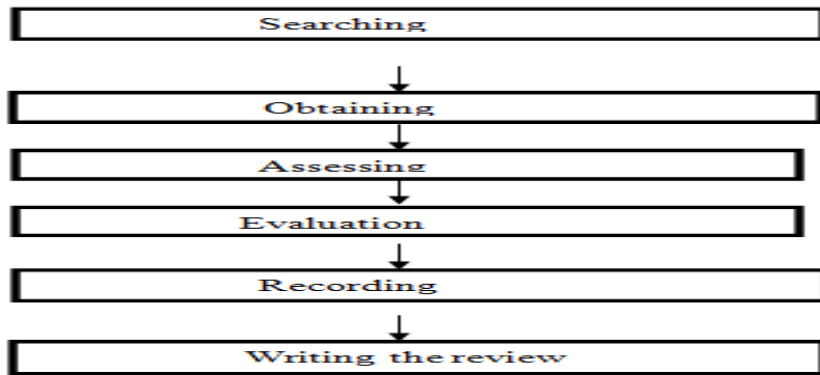 Searching
Obtaining
Assessing
Evaluation
Recording
Writing the review